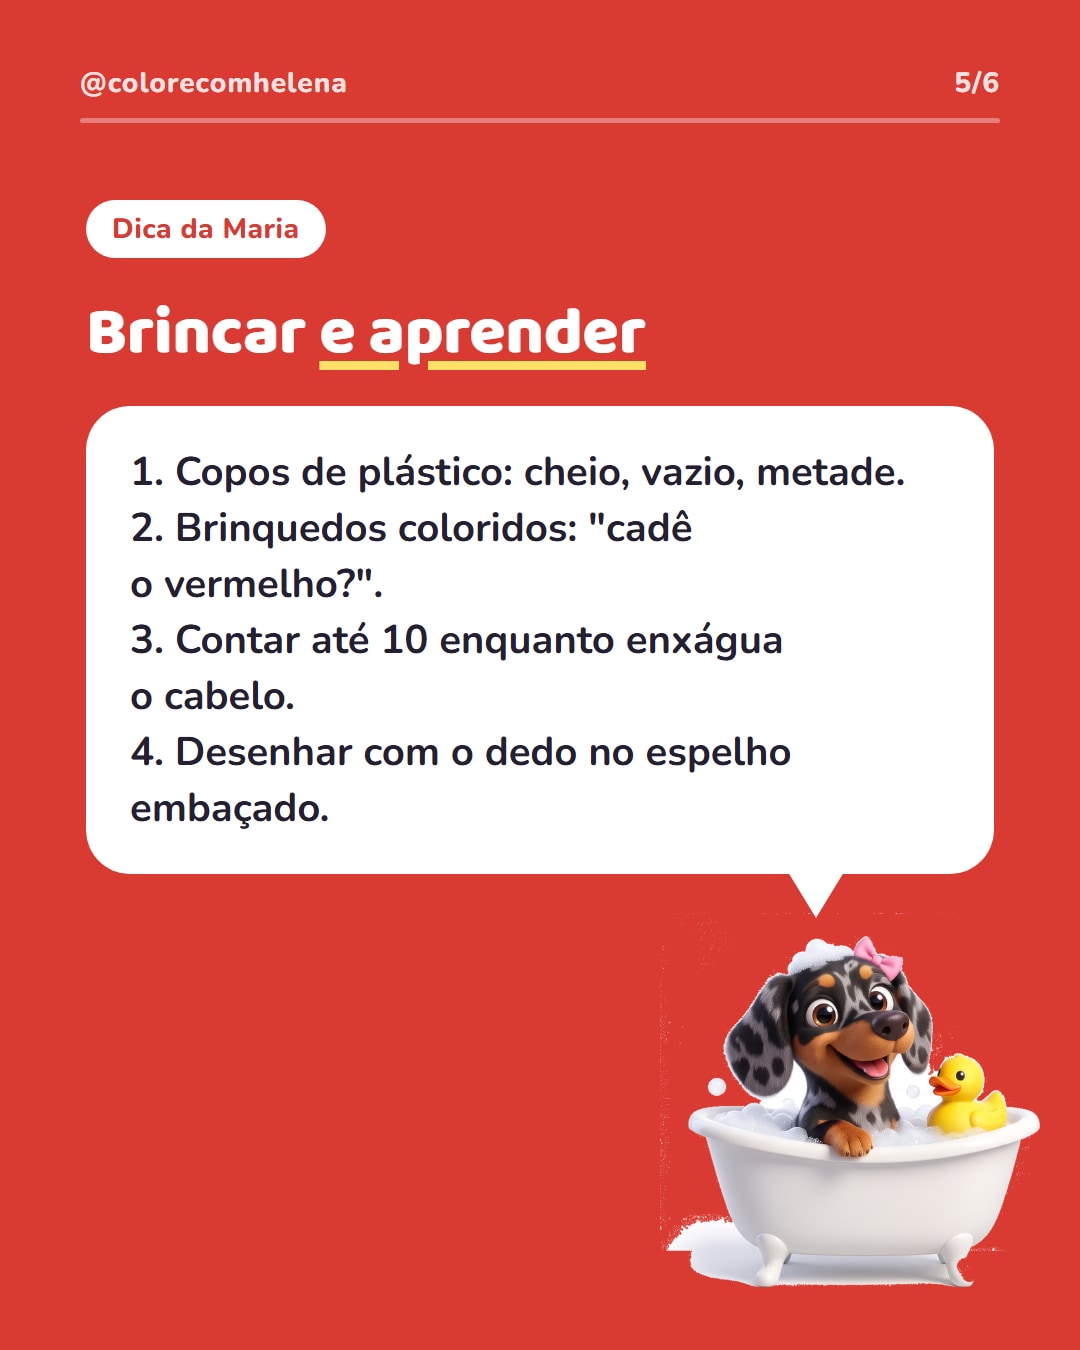 @colorecomhelena
5/6
Dica da Maria
Brincar e aprender
1. Copos de plástico: cheio, vazio, metade.
2. Brinquedos coloridos: "cadê
o vermelho?".
3. Contar até 10 enquanto enxágua
o cabelo.
4. Desenhar com o dedo no espelho
embaçado.